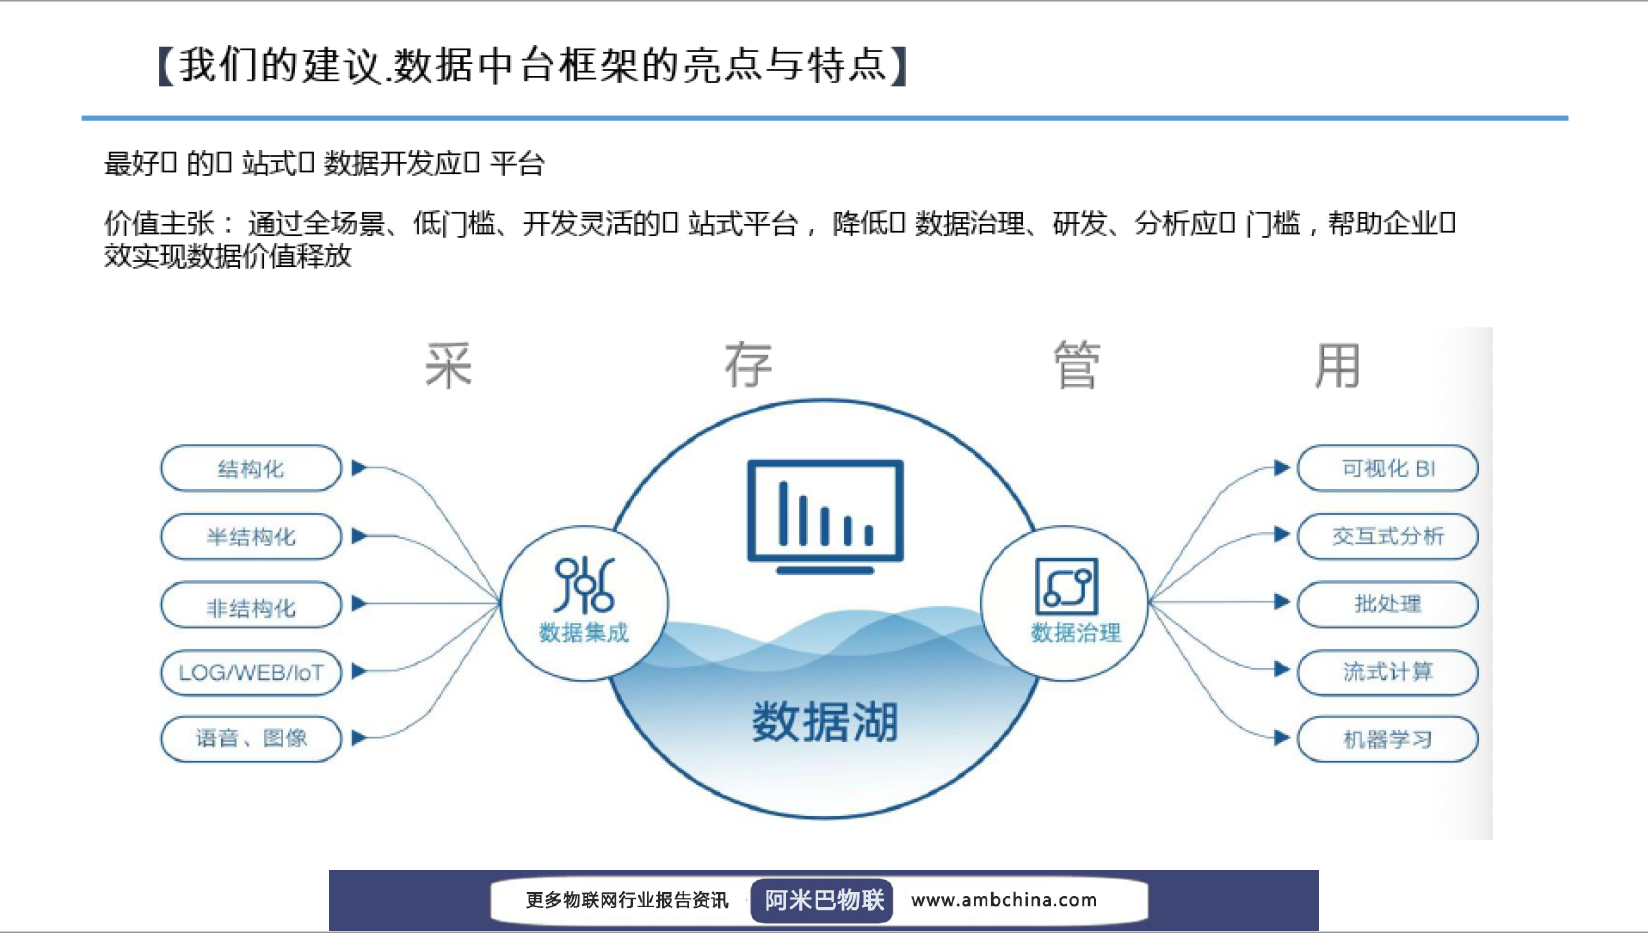 【我们的建议.数据中台框架的亮点与特点】
最好▯ 的▯ 站式▯ 数据开发应▯ 平台
价值主张： 通过全场景、低门槛、开发灵活的▯ 站式平台， 降低▯ 数据治理、研发、分析应▯ 门槛，帮助企业▯
效实现数据价值释放
采 存 管 用
结构化
半结构化
非结构化
LOG/WEB/IoT
语音、图像
数据集成
数据湖
数据治理
可视化 BI
交互式分析
批处理
流式计算
机器学习
更多物联网行业报告资讯 阿米巴物联 www.ambchina.com